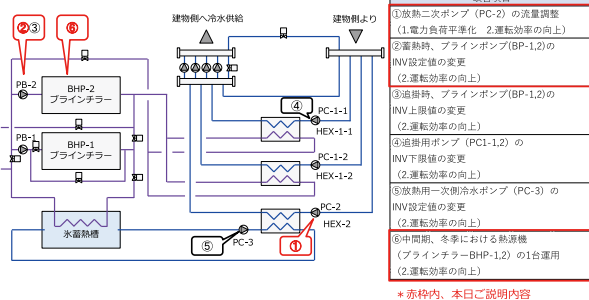 建物側へ冷水供給
建物側より
②③
⑥
PB-2
BHP-2
ブラインチラー
PB-1
BHP-1
ブラインチラー
氷蓄熱槽
④
PC-1-1
HEX-1-1
PC-1-2
HEX-1-2
PC-2
HEX-2
⑤
PC-3
①
①放熱二次ポンプ（PC-2）の流量調整
（1.電力負荷平準化　2.運転効率の向上）
②蓄熱時、ブラインポンプ(BP-1,2)の
INV設定値の変更
（2.運転効率の向上）
③追掛時、ブラインポンプ(BP-1,2)の
INV上限値の変更
（2.運転効率の向上）
④追掛用ポンプ（PC1-1,2）の
INV下限値の変更
（2.運転効率の向上）
⑤放熱用一次側冷水ポンプ（PC-3）の
INV設定値の変更
（2.運転効率の向上）
⑥中間期、冬季における熱源機
（ブラインチラーBHP-1,2）の1台運用
（2.運転効率の向上）
＊赤枠内、本日ご説明内容